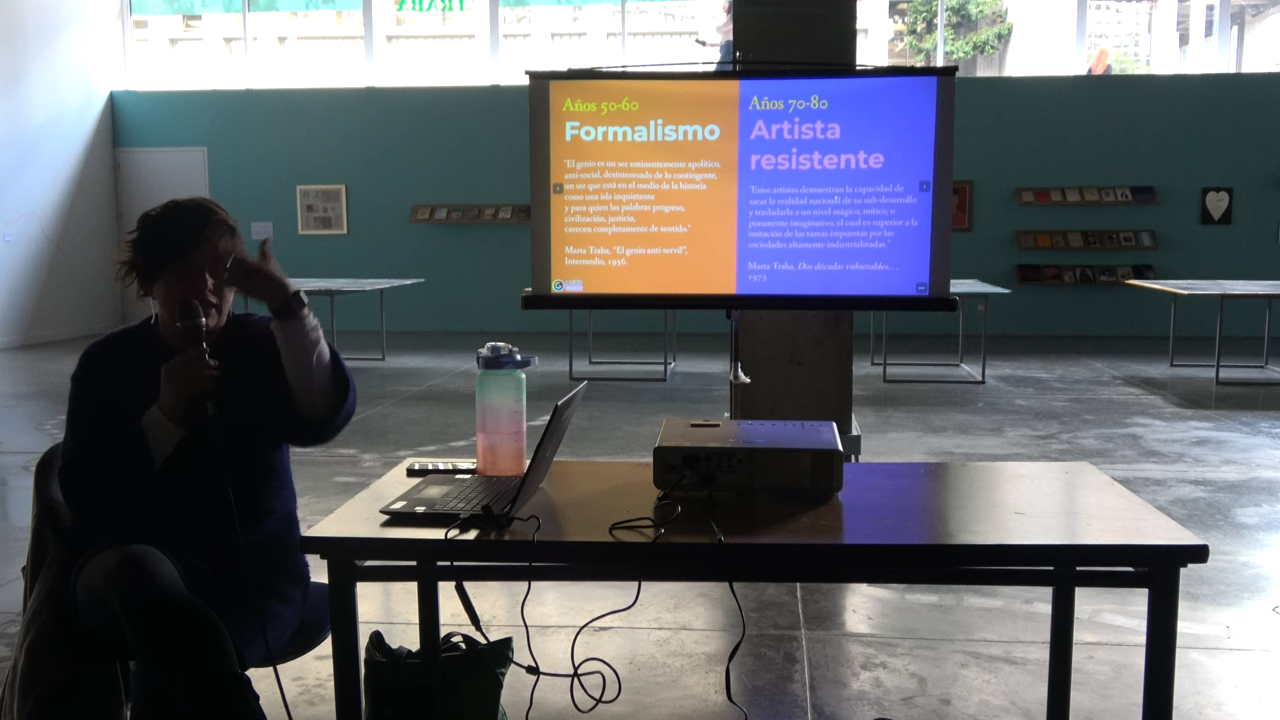 TRABA
Años 50-60
Formalismo
"El genio es un ser eminentemente apolítico,
anti-social, desinteresado de lo contingente,
un ser que está en el medio de la historia
como una isla inquietante
y para quien las palabras progreso,
civilización, justicia,
carecen completamente de sentido."
Marta Traba, "El genio anti-servil",
Intermedio, 1956.
Años 70-80
Artista
resistente
"Estos artistas demuestran la capacidad de
sacar la realidad nacional de su sub-desarrollo
y trasladarla a un nivel mágico, mítico, o
puramente imaginativo, el cual es superior a la
imitación de las tareas impuestas por las
sociedades altamente industrializadas."
Marta Traba, Dos décadas vulnerables... ,
1973